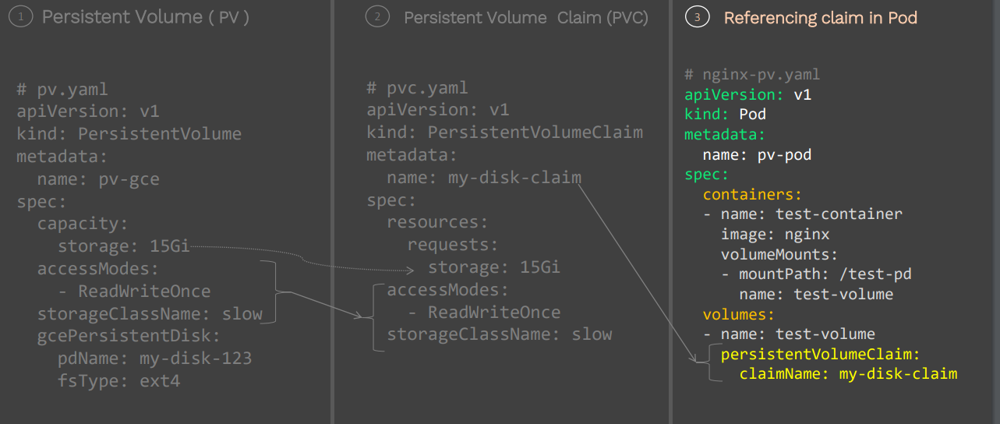 1 Persistent Volume ( PV )
# pv.yaml
apiVersion: v1
kind: PersistentVolume
metadata:
  name: pv-gce
spec:
  capacity:
    storage: 15Gi
  accessModes:
    - ReadWriteOnce
  storageClassName: slow
  gcePersistentDisk:
    pdName: my-disk-123
    fsType: ext4
2 Persistent Volume Claim (PVC)
# pvc.yaml
apiVersion: v1
kind: PersistentVolumeClaim
metadata:
  name: my-disk-claim
spec:
  resources:
    requests:
      storage: 15Gi
  accessModes:
    - ReadWriteOnce
  storageClassName: slow
3 Referencing claim in Pod
# nginx-pv.yaml
apiVersion: v1
kind: Pod
metadata:
  name: pv-pod
spec:
  containers:
  - name: test-container
    image: nginx
    volumeMounts:
    - mountPath: /test-pd
      name: test-volume
  volumes:
  - name: test-volume
    persistentVolumeClaim:
      claimName: my-disk-claim